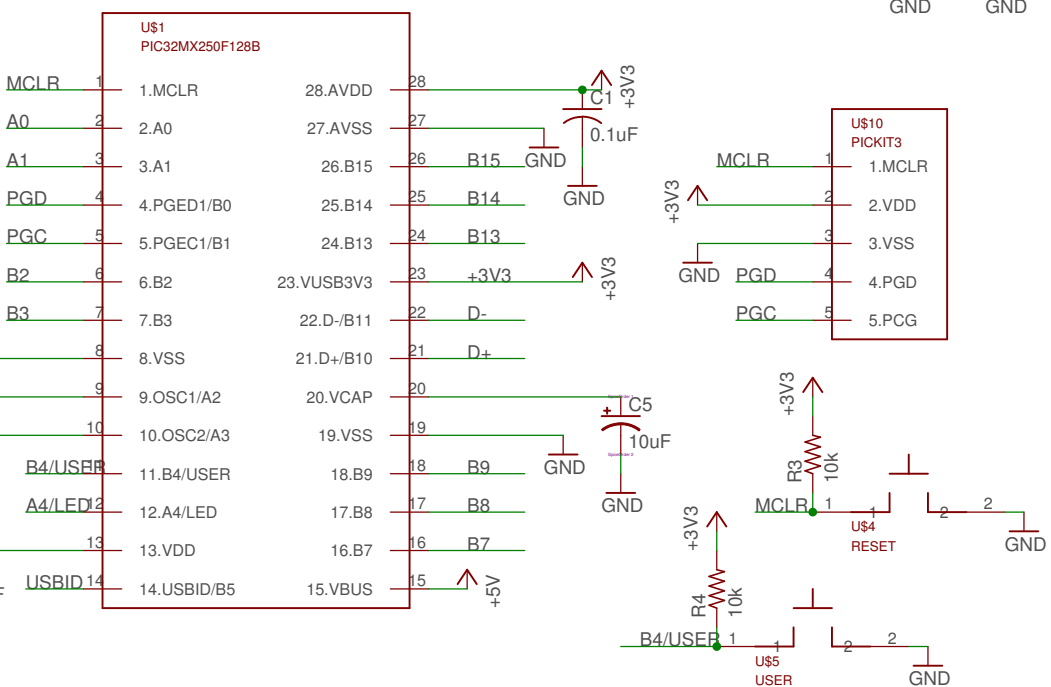 GND GND
U$1
PIC32MX250F128B
MCLR 1 1.MCLR 28.AVDD 28 +3V3
C1
0.1uF
GND
A0 2 2.A0 27.AVSS 27 GND
A1 3 3.A1 26.B15 26 B15
PGD 4 4.PGED1/B0 25.B14 25 B14
PGC 5 5.PGEC1/B1 24.B13 24 B13
B2 6 6.B2 23.VUSB3V3 23 +3V3 +3V3
B3 7 7.B3 22.D-/B11 22 D-
8 8.VSS 21.D+/B10 21 D+
9 9.OSC1/A2 20.VCAP 20
C5
+
10uF
GND
10 10.OSC2/A3 19.VSS 19 GND
B4/USER 11 11.B4/USER 18.B9 18 B9
A4/LED 12 12.A4/LED 17.B8 17 B8
13 13.VDD 16.B7 16 B7
USBID 14 14.USBID/B5 15.VBUS 15 +5V
U$10
PICKIT3
MCLR 1 1.MCLR
+3V3 2 2.VDD
GND 3 3.VSS
PGD 4 4.PGD
PGC 5 5.PCG
+3V3
R3 10k
MCLR 1 1 2 2
U$4
RESET
GND
+3V3
R4 10k
B4/USER 1 1 2 2
U$5
USER
GND